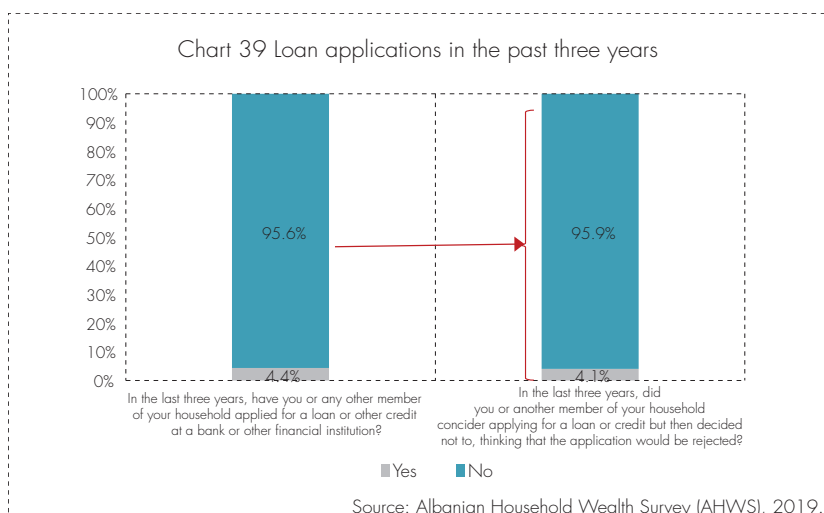 Chart 39 Loan applications in the past three years
100%
90%
80%
70%
60%
50%
40%
30%
20%
10%
0%
95.6%
4.4%
95.9%
4.1%
In the last three years, have you or any other member
of your household applied for a loan or other credit
at a bank or other financial institution?
In the last three years, did
you or another member of your household
concider applying for a loan or credit but then decided
not to, thinking that the application would be rejected?
Yes No
Source: Albanian Household Wealth Survey (AHWS), 2019.